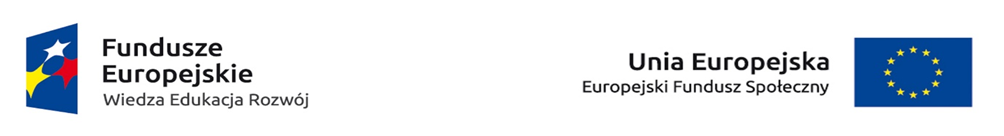 Fundusze
Europejskie
Wiedza Edukacja Rozwój
Unia Europejska
Europejski Fundusz Społeczny